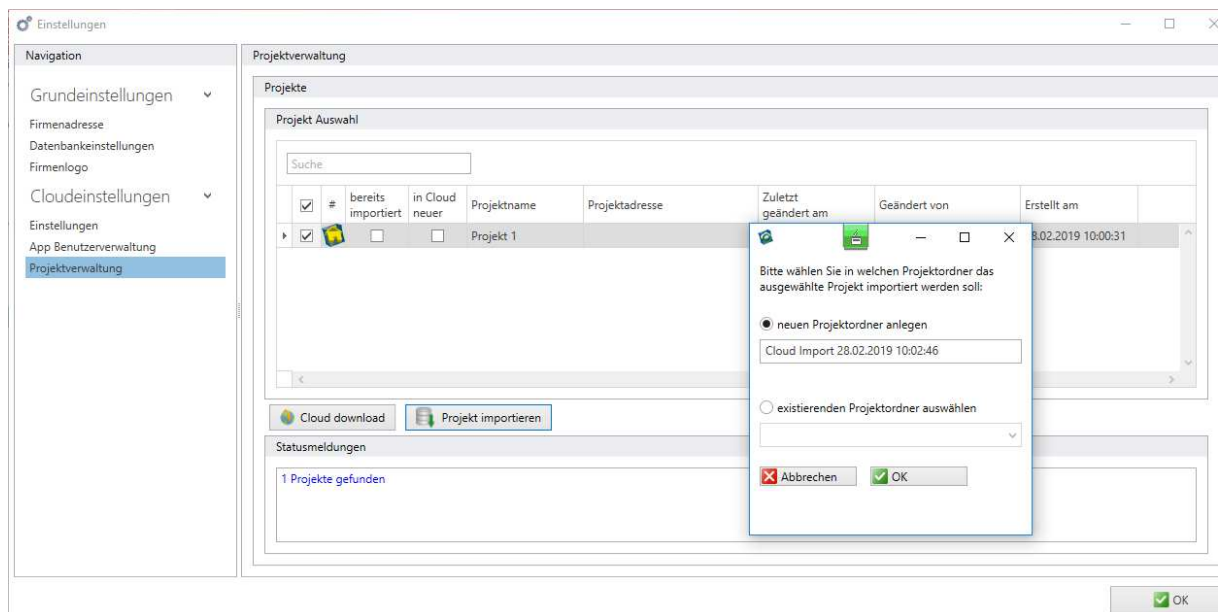 Einstellungen
Navigation
Grundeinstellungen
Firmenadresse
Datenbankeinstellungen
Firmenlogo
Cloudeinstellungen
Einstellungen
App Benutzerverwaltung
Projektverwaltung
Projektverwaltung
Projekte
Projekt Auswahl
Suche
#
bereits
importiert
in Cloud
neuer
Projektname
Projektadresse
Zuletzt
geändert am
Geändert von
Erstellt am
Projekt 1
8.02.2019 10:00:31
Cloud download
Projekt importieren
Statusmeldungen
1 Projekte gefunden
Bitte wählen Sie in welchen Projektordner das
ausgewählte Projekt importiert werden soll:
neuen Projektordner anlegen
Cloud Import 28.02.2019 10:02:46
existierenden Projektordner auswählen
Abbrechen
OK
OK